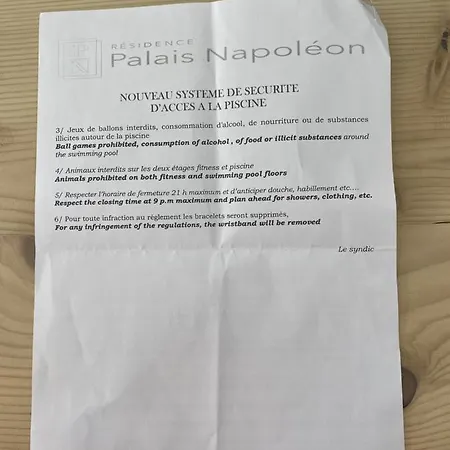 RÉSIDENCE
Palais Napoléon
NOUVEAU SYSTEME DE SECURITE
D'ACCES A LA PISCINE
3/ Jeux de ballons interdits, consommation d'alcool, de nourriture ou de substances
illicites autour de la piscine
Ball games prohibited, consumption of alcohol , of food or illicit substances around
the swimming pool
4/ Animaux interdits sur les deux étages fitness et piscine
Animals prohibited on both fitness and swimming pool floors
5/ Respecter l'horaire de fermeture 21 h maximum et d'anticiper douche, habillement etc....
Respect the closing time at 9 p.m maximum and plan ahead for showers, clothing, etc.
6/ Pour toute infraction au règlement les bracelets seront supprimés,
For any infringement of the regulations, the wristband will be removed
Le syndic